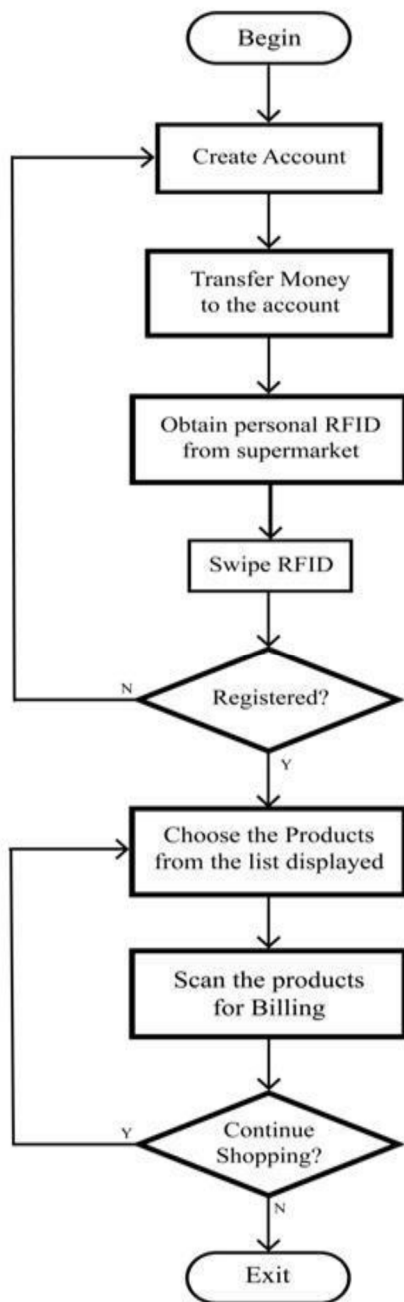 Begin
Create Account
Transfer Money
to the account
Obtain personal RFID
from supermarket
Swipe RFID
N
Registered?
Y
Choose the Products
from the list displayed
Scan the products
for Billing
Y
Continue
Shopping?
N
Exit